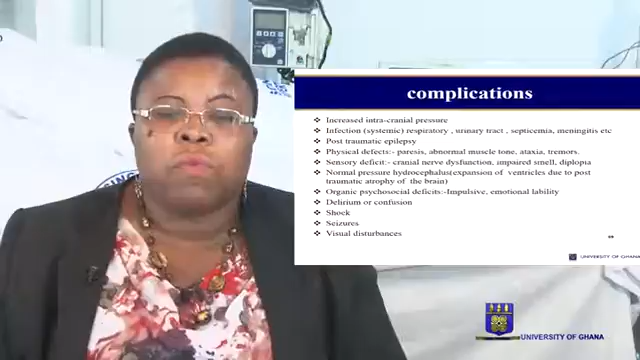 complications
❖ Increased intra-cranial pressure
❖ Infection (systemic) respiratory , urinary tract , septicemia, meningitis etc
❖ Post traumatic epilepsy
❖ Physical defects:- paresis, abnormal muscle tone, ataxia, tremors.
❖ Sensory deficit:- cranial nerve dysfunction, impaired smell, diplopia
❖ Normal pressure hydrocephalus(expansion of ventricles due to post
traumatic atrophy of the brain)
❖ Organic psychosocial deficits:-Impulsive, emotional lability
❖ Delirium or confusion
❖ Shock
❖ Seizures
❖ Visual disturbances
UNIVERSITY OF GHANA
UNIVERSITY OF GHANA